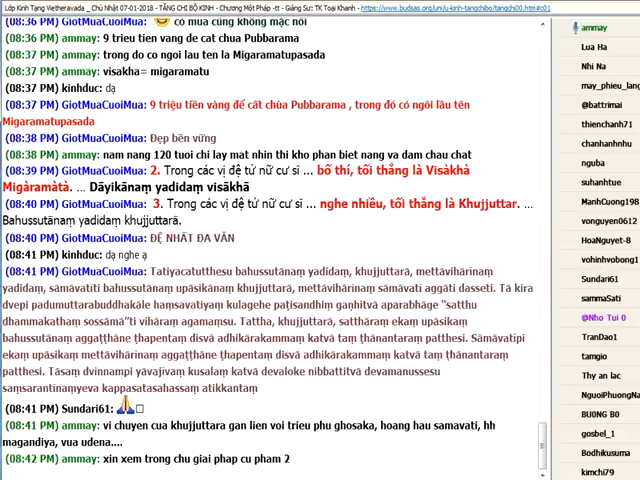 Lớp Kinh Tạng Vietheravada _ Chủ Nhật 07-01-2018 - TĂNG CHI BỘ KINH - Chương Một Pháp -tt - Giảng Sư: TK Toại Khanh - https://www.budsas.org/uni/u-kinh-tangchibo/tangchi00.htm#c01
có mua cũng không mặc nổi
(08:36 PM) ammay: 9 trieu tien vang de cat chua Pubbarama
(08:37 PM) ammay: trong do co ngoi lau ten la Migaramatupasada
(08:37 PM) ammay: visakha= migaramatu
(08:37 PM) kinhduc: dạ
(08:37 PM) GiotMuaCuoiMua: 9 triệu tiền vàng để cất chùa Pubbarama , trong đó có ngôi lầu tên
Migaramatupasada
(08:38 PM) GiotMuaCuoiMua: Đẹp bền vững
(08:38 PM) ammay: nam nang 120 tuoi chi lay mat nhin thi kho phan biet nang va dam chau chat
(08:39 PM) GiotMuaCuoiMua: 2. Trong các vị đệ tử nữ cư sĩ ... bố thí, tối thắng là Visàkhà
Migàramàtà. ... Dāyikānaṃ yadidaṃ visākhā
(08:40 PM) GiotMuaCuoiMua: 3. Trong các vị đệ tử nữ cư sĩ ... nghe nhiều, tối thắng là Khujjuttar. ...
Bahussutānaṃ yadidaṃ khujjuttarā.
(08:40 PM) GiotMuaCuoiMua: ĐỆ NHẤT ĐA VĂN
(08:41 PM) kinhduc: dạ nghe ạ
(08:41 PM) GiotMuaCuoiMua: Tatiyacatutthesu bahussutānaṃ yadidaṃ, khujjuttarā, mettāvihārinaṃ
yadidaṃ, sāmāvatīti bahussutānaṃ upāsikānaṃ khujjuttarā, mettāvihārinaṃ sāmāvati aggāti dasseti. Tā kira
dvepi padumuttarabuddhakāle haṃsavatiyaṃ kulagehe paṭisandhiṃ gaṇhitvā aparabhāge “satthu
dhammakathaṃ sossāmā”ti vihāraṃ agamaṃsu. Tattha, khujjuttarā, satthāraṃ ekaṃ upāsikaṃ
bahussutānaṃ aggaṭṭhāne ṭhapentaṃ disvā adhikārakammaṃ katvā taṃ ṭhānantaraṃ patthesi. Sāmāvatipi
ekaṃ upāsikaṃ mettāvihārinaṃ aggaṭṭhāne ṭhapentaṃ disvā adhikārakammaṃ katvā taṃ ṭhānantaraṃ
patthesi. Tāsaṃ dvinnampi yāvajīvaṃ kusalaṃ katvā devaloke nibbattitvā devamanussesu
saṃsarantinaṃyeva kappasatasahassaṃ atikkantaṃ
(08:41 PM) Sundari61:
(08:41 PM) ammay: vi chuyen cua khujjuttara gan lien voi trieu phu ghosaka, hoang hau samavati, hh
magandiya, vua udena....
(08:42 PM) ammay: xin xem trong chu giai phap cu pham 2
ammay
Lua Ha
Nhi Na
may_phieu_lang
@battrimai
thienchanh71
chanhanhnhu
nguba
suhanhtue
ManhCuong198
vonguyen0612
HoaNguyet-8
vohinhvobong1
Sundari61
sammaSati
@Nho Tui 0
TranDao1
tamgio
Thy an lac
NguoiPhuongNa
BU0NG B0
gosbel_1
Bodhikusuma
kimchi79